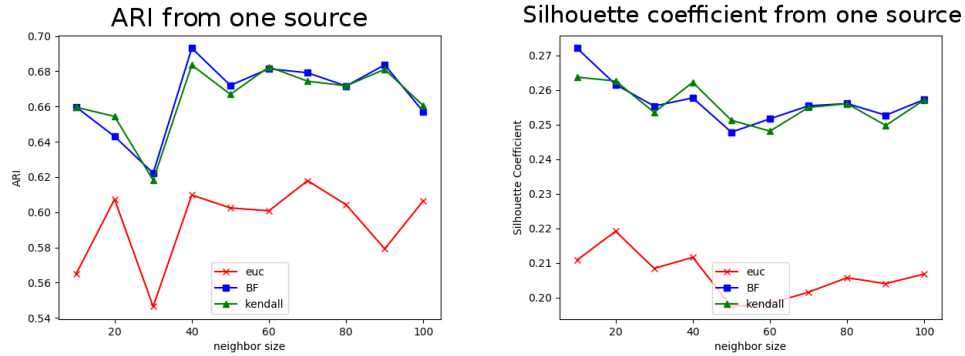 ARI from one source
0.70
0.68
0.66
0.64
0.62
0.60
0.58
0.56
0.54
ARI
20
40
60
80
100
neighbor size
euc
BF
kendall
Silhouette coefficient from one source
0.27
0.26
0.25
0.24
0.23
0.22
0.21
0.20
Silhouette Coefficient
20
40
60
80
100
neighbor size
euc
BF
kendall